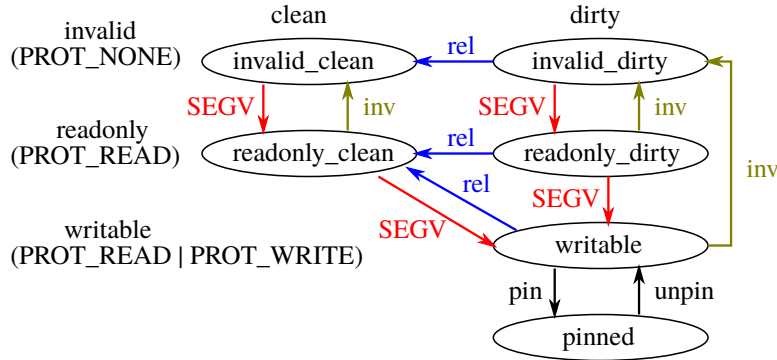 clean dirty
invalid
(PROT_NONE)
invalid_clean rel invalid_dirty
SEGV inv SEGV inv
readonly
(PROT_READ)
readonly_clean rel readonly_dirty
rel
SEGV SEGV inv
writable
(PROT_READ | PROT_WRITE)
writable
pin unpin
pinned